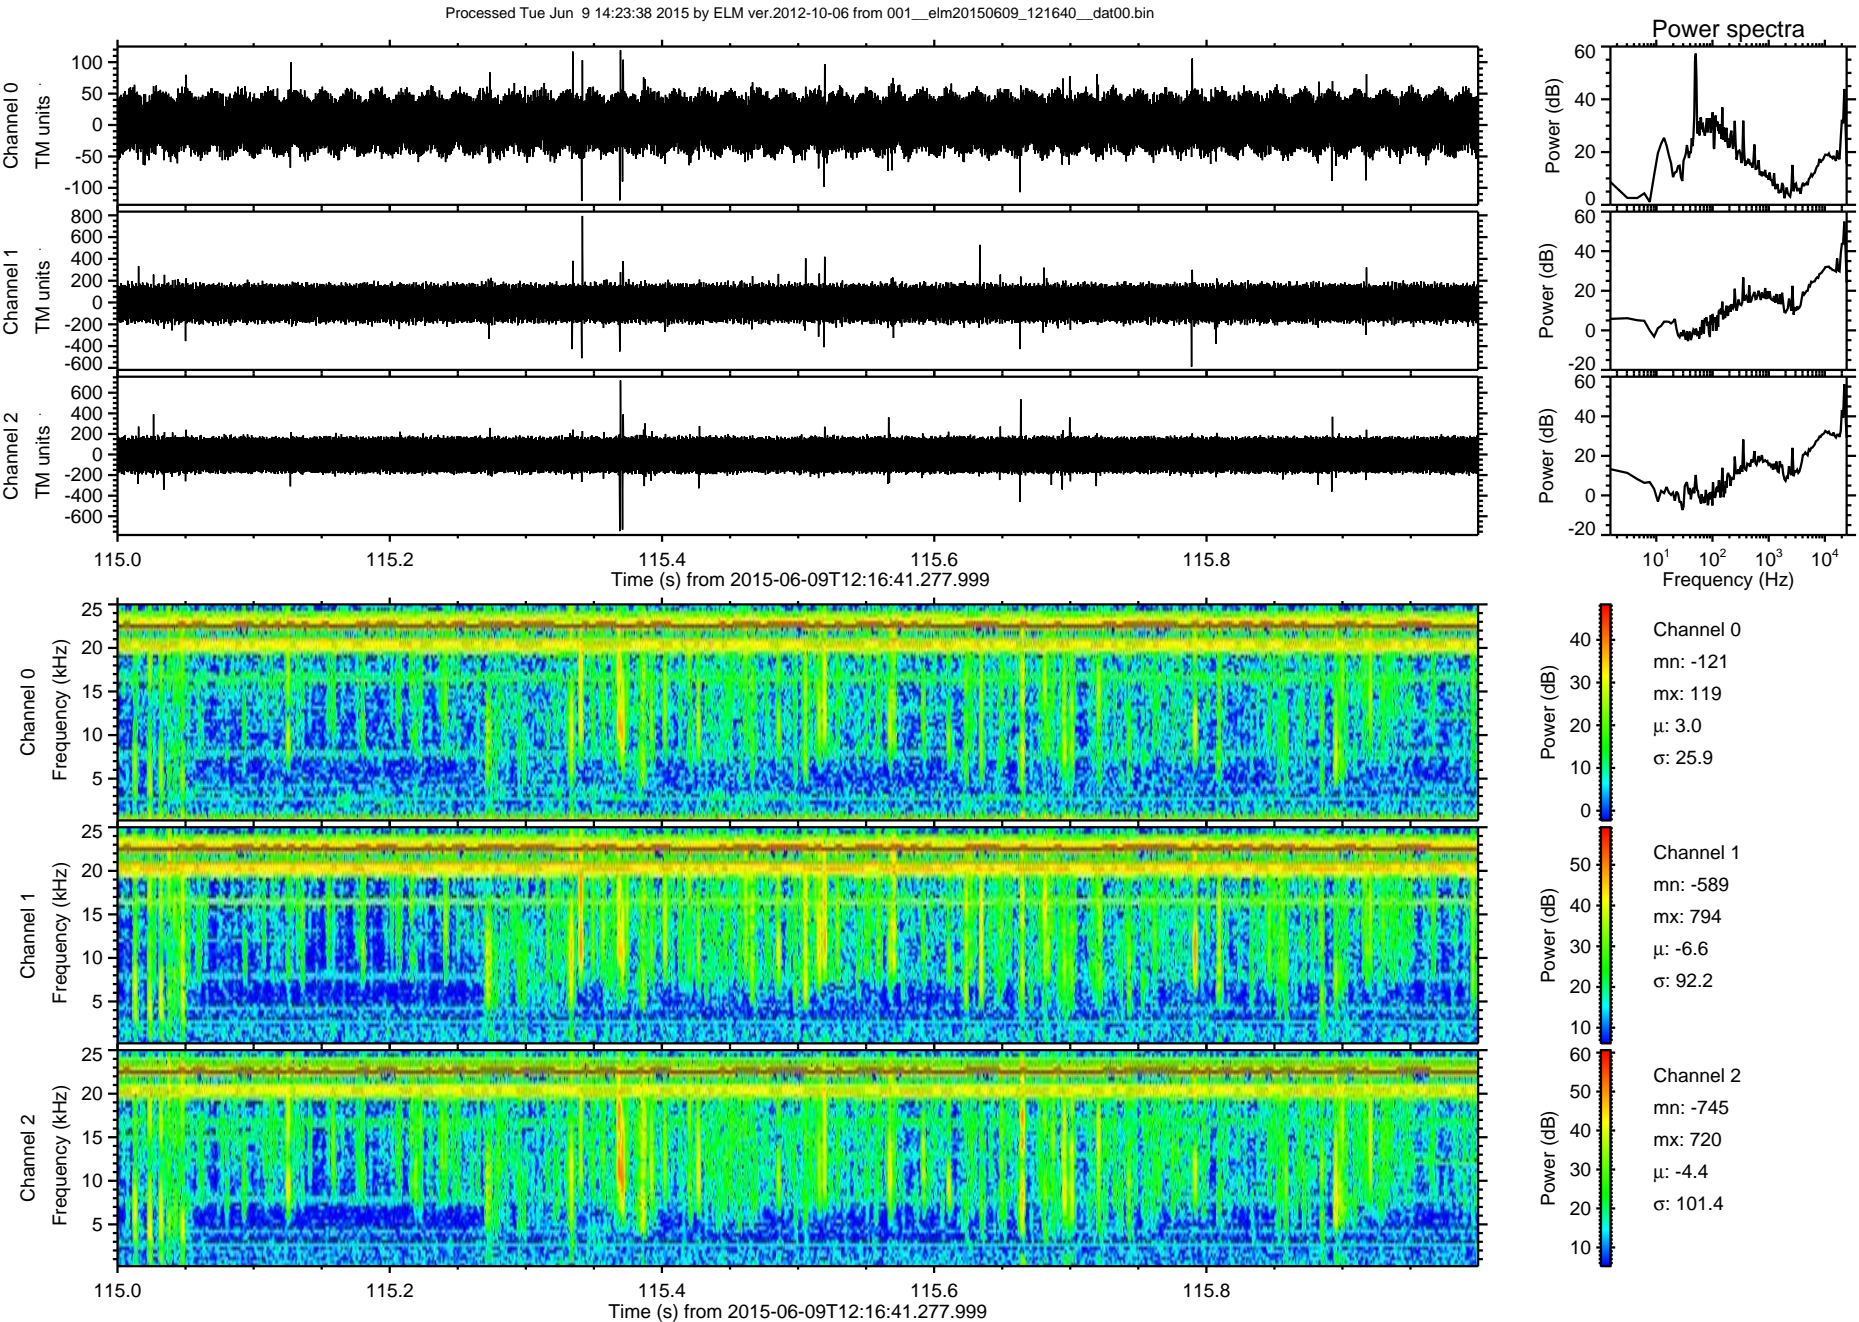 Processed Tue Jun  9 14:23:38 2015 by ELM ver.2012-10-06 from 001__elm20150609_121640__dat00.bin
Power spectra
Channel 0
TM units
100
50
0
-50
-100
Power (dB)
60
40
20
0
Channel 1
TM units
800
600
400
200
0
-200
-400
-600
Power (dB)
60
40
20
0
-20
Channel 2
TM units
600
400
200
0
-200
-400
-600
Power (dB)
60
40
20
0
-20
115.0
115.2
115.4
115.6
115.8
Time (s) from 2015-06-09T12:16:41.277.999
10^1
10^2
10^3
10^4
Frequency (Hz)
Channel 0
Frequency (kHz)
25
20
15
10
5
Power (dB)
40
30
20
10
0
Channel 0
mn: -121
mx: 119
μ: 3.0
σ: 25.9
Channel 1
Frequency (kHz)
25
20
15
10
5
Power (dB)
50
40
30
20
10
Channel 1
mn: -589
mx: 794
μ: -6.6
σ: 92.2
Channel 2
Frequency (kHz)
25
20
15
10
5
Power (dB)
60
50
40
30
20
10
Channel 2
mn: -745
mx: 720
μ: -4.4
σ: 101.4
115.0
115.2
115.4
115.6
115.8
Time (s) from 2015-06-09T12:16:41.277.999